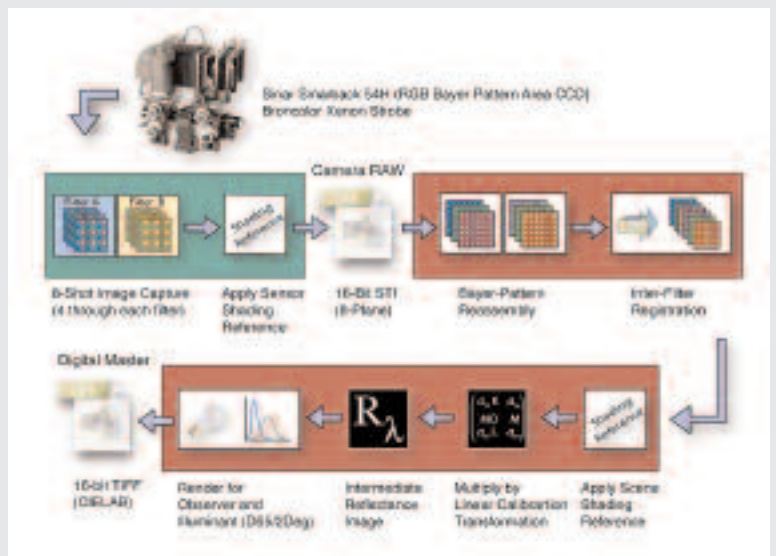 Sinar Sinarback 54H (RGB Bayer Pattern Area CCD)
Broncolor Xenon Strobe
Camera RAW
Filter A
Filter B
Shading
Reference
8-Shot Image Capture
(4 through each filter)
Apply Sensor
Shading
Reference
16-Bit STI
(8-Plane)
Bayer-Pattern
Reassembly
Inter-Filter
Registration
Digital Master
R
λ
Shading
Reference
16-bit TIFF
(CIELAB)
Render for
Observer and
Illuminant (D65/2Deg)
Intermediate
Reflectance
Image
Multiply by
Linear Calibration
Transformation
Apply Scene
Shading
Reference